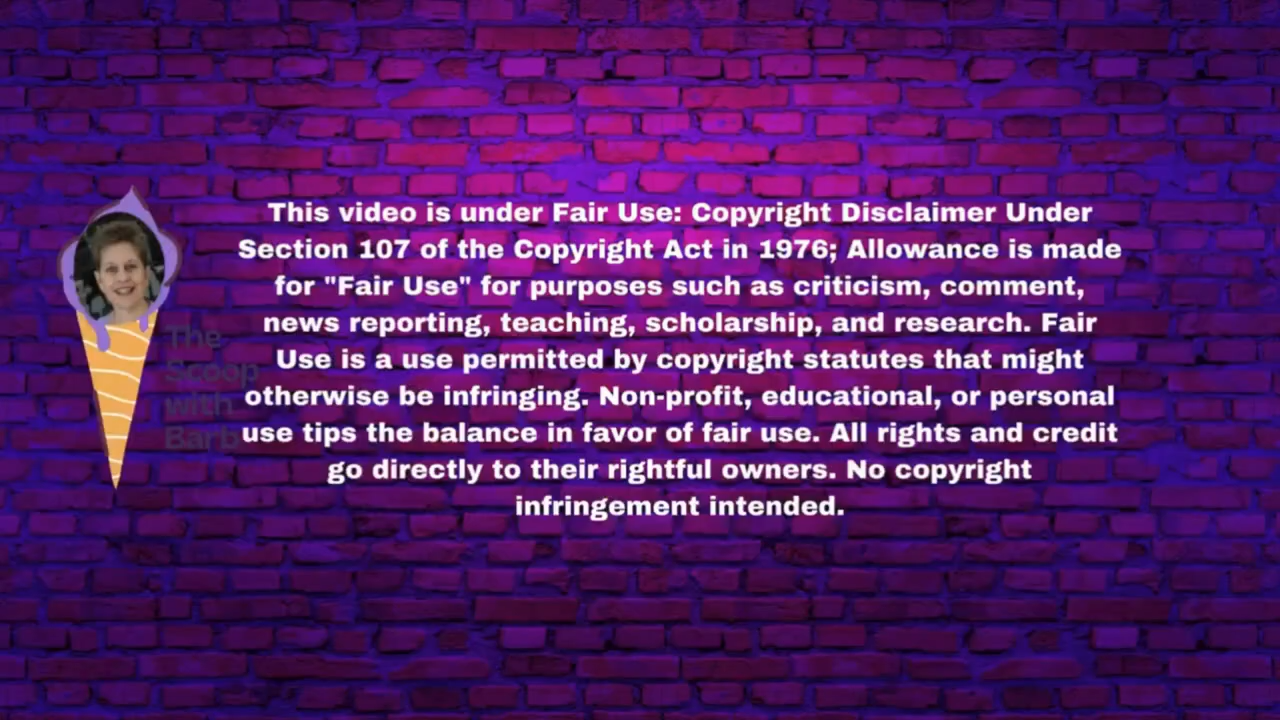 This video is under Fair Use: Copyright Disclaimer Under
Section 107 of the Copyright Act in 1976; Allowance is made
for "Fair Use" for purposes such as criticism, comment,
news reporting, teaching, scholarship, and research. Fair
Use is a use permitted by copyright statutes that might
otherwise be infringing. Non-profit, educational, or personal
use tips the balance in favor of fair use. All rights and credit
go directly to their rightful owners. No copyright
infringement intended.
The
Scoop
with
Barb